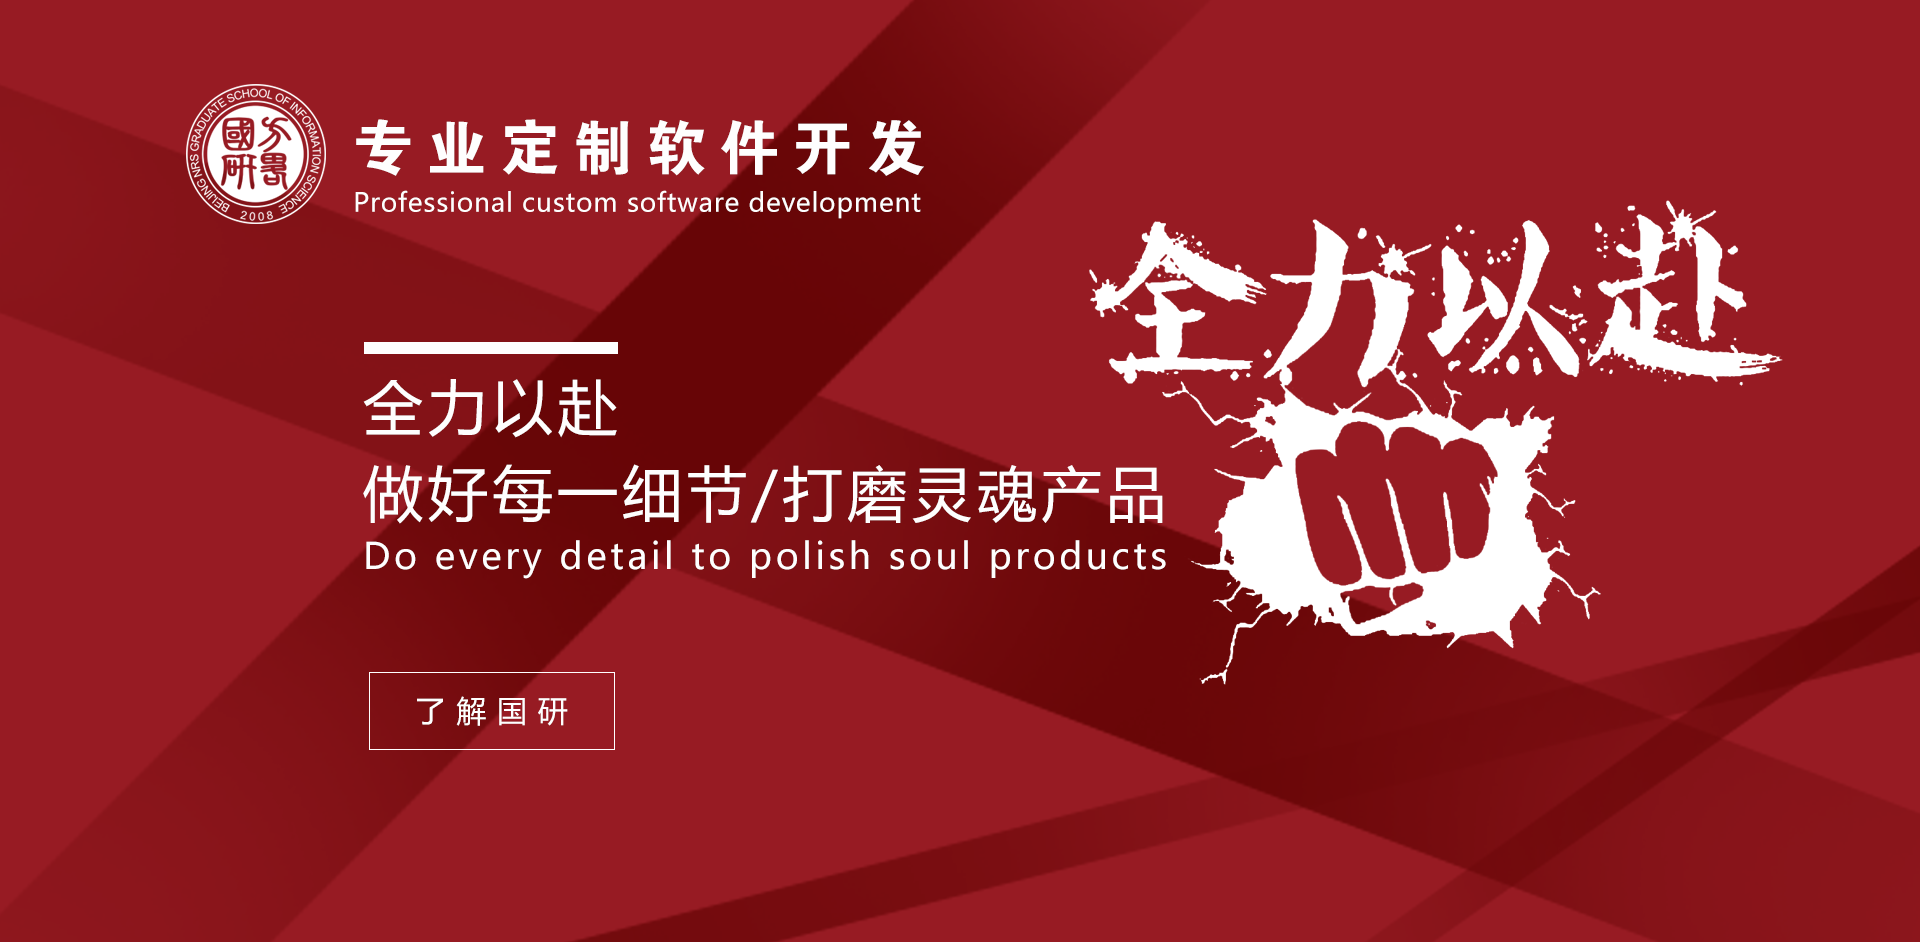 BEIJING NIRS GRADUATE SCHOOL OF INFORMATION SCIENCE
2008
國研
专业定制软件开发
Professional custom software development
全力以赴
全力以赴
做好每一细节/打磨灵魂产品
Do every detail to polish soul products
了解国研